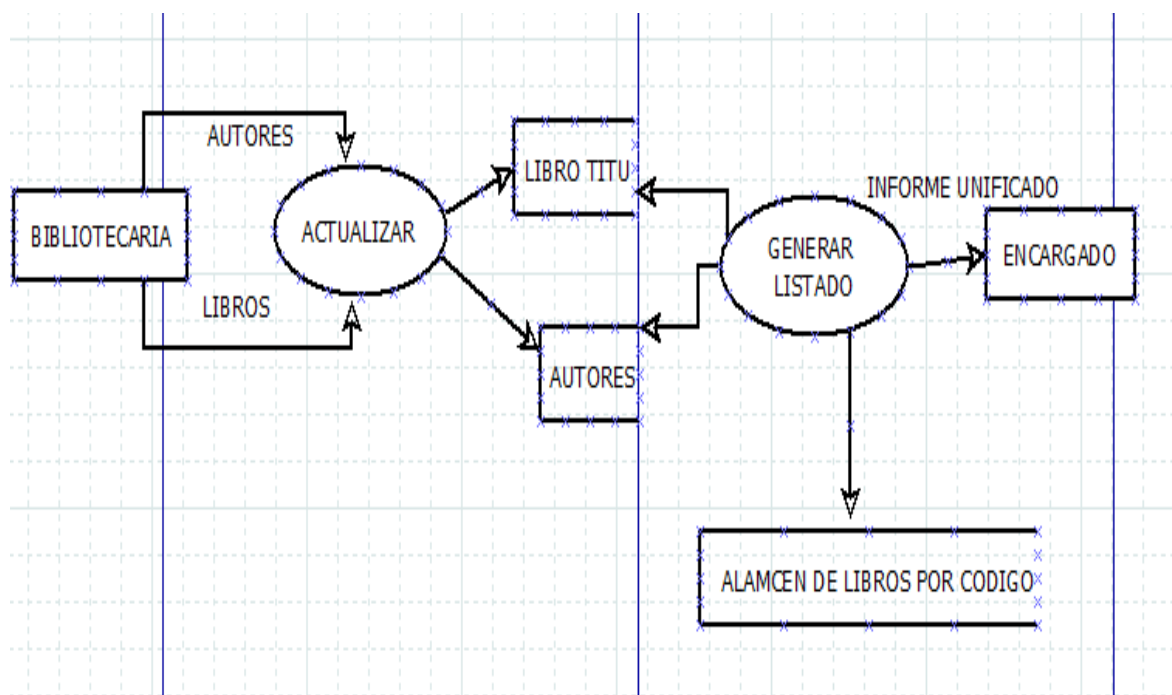 AUTORES
BIBLIOTECARIA
LIBROS
ACTUALIZAR
LIBRO TITU
AUTORES
GENERAR
LISTADO
INFORME UNIFICADO
ENCARGADO
ALAMCEN DE LIBROS POR CODIGO